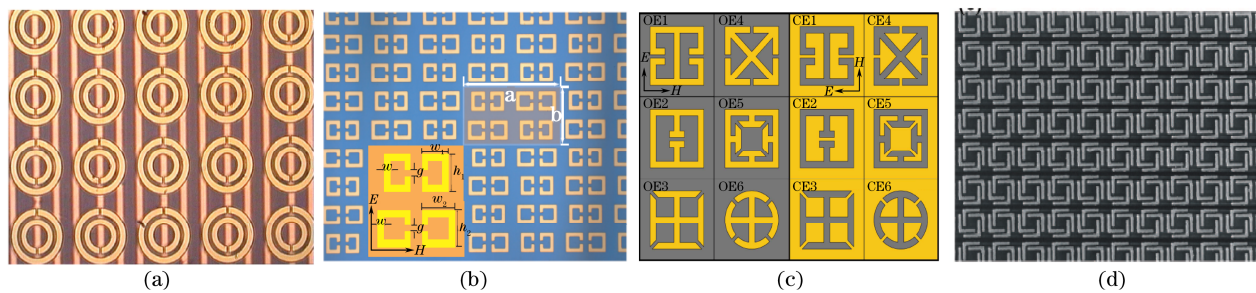 a
b
w
w₁
g
h₁
E
w
w₂
g
h₂
H
OE1
OE4
CE1
CE4
E
H
H
E
OE2
OE5
CE2
CE5
OE3
OE6
CE3
CE6
(a)
(b)
(c)
(d)